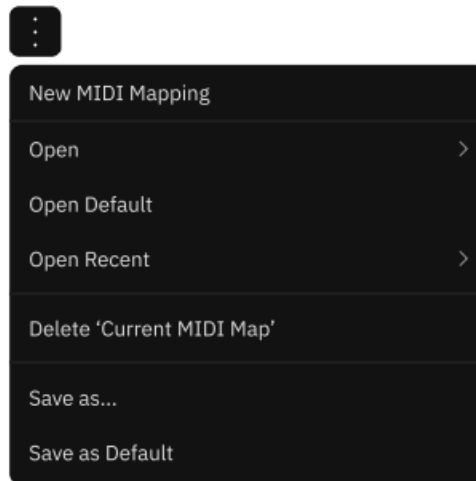 New MIDI Mapping
Open
Open Default
Open Recent
Delete ‘Current MIDI Map’
Save as...
Save as Default